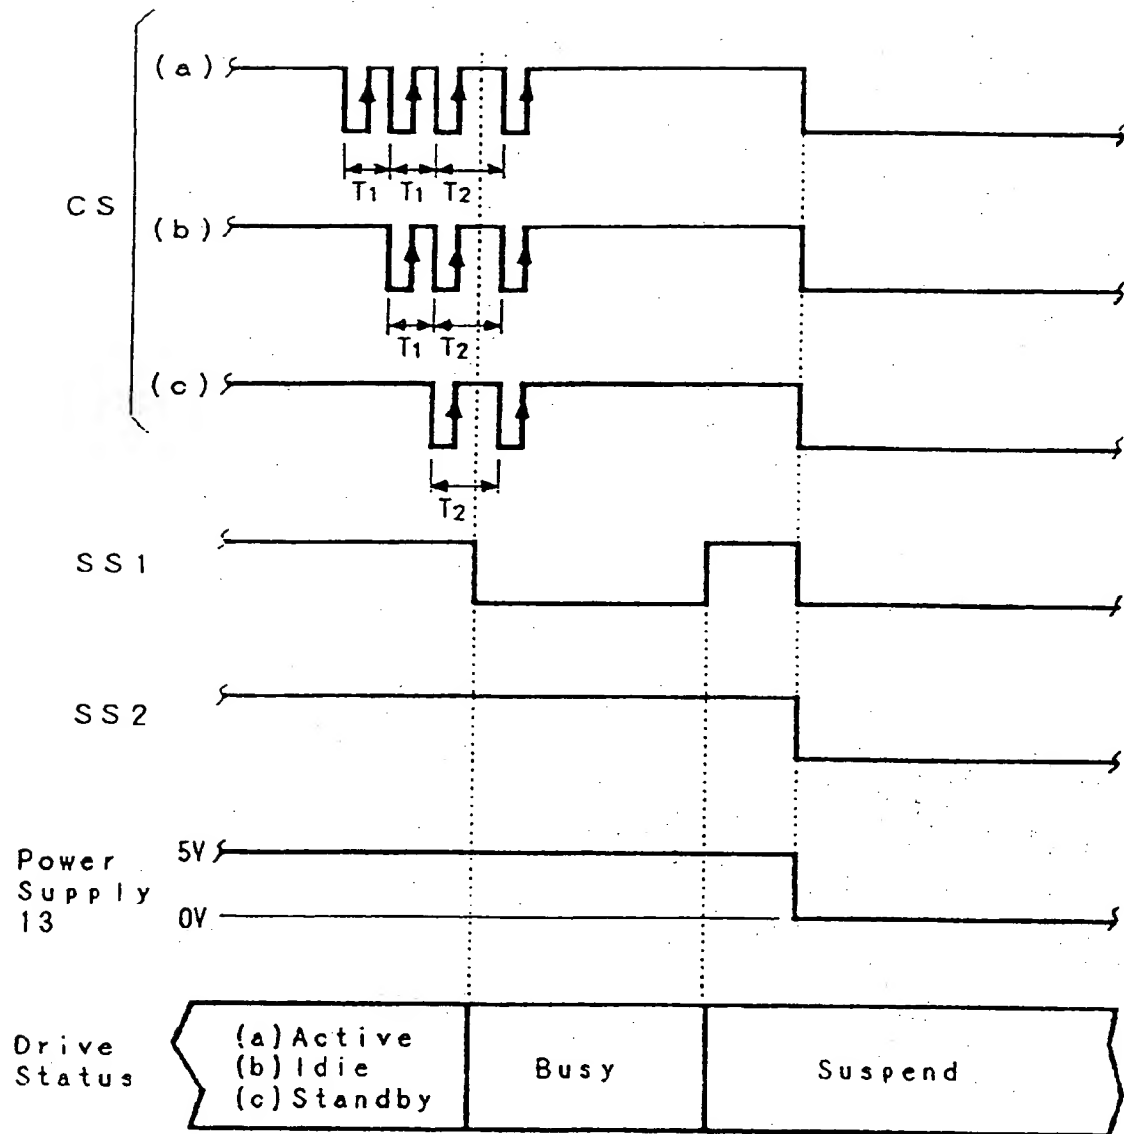 CS
(a)
T1 T1 T2
(b)
T1 T2
(c)
T2
SS1
SS2
Power
Supply
13
5V
0V
Drive
Status
(a) Active
(b) Idie
(c) Standby
Busy
Suspend